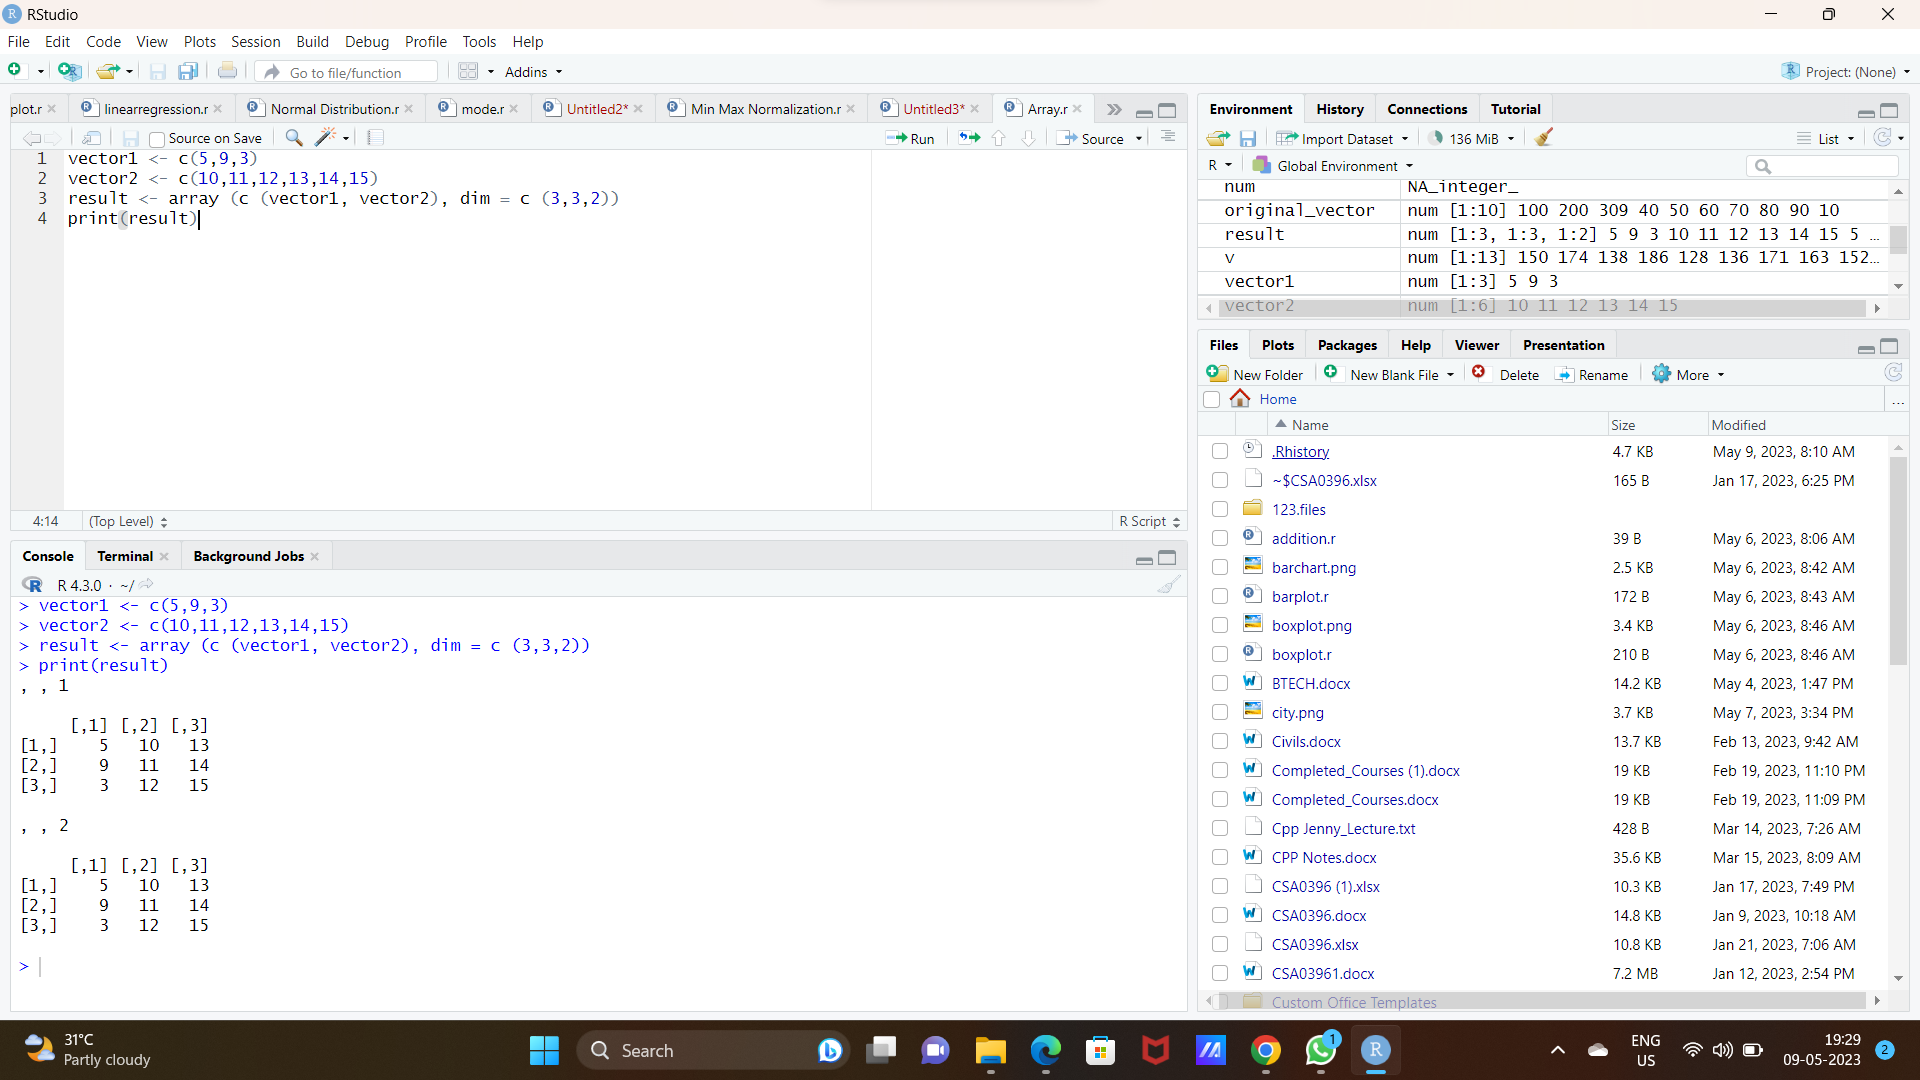 RStudio
File Edit Code View Plots Session Build Debug Profile Tools Help
Go to file/function Addins Project: (None)
plot.r linearregression.r Normal Distribution.r mode.r Untitled2* Min Max Normalization.r Untitled3* Array.r
Source on Save Run Source
1 vector1 <- c(5,9,3)
2 vector2 <- c(10,11,12,13,14,15)
3 result <- array (c (vector1, vector2), dim = c (3,3,2))
4 print(result)
4:14 (Top Level) R Script
Console Terminal Background Jobs
R 4.3.0 · ~/
> vector1 <- c(5,9,3)
> vector2 <- c(10,11,12,13,14,15)
> result <- array (c (vector1, vector2), dim = c (3,3,2))
> print(result)
, , 1
[,1] [,2] [,3]
[1,] 5 10 13
[2,] 9 11 14
[3,] 3 12 15
, , 2
[,1] [,2] [,3]
[1,] 5 10 13
[2,] 9 11 14
[3,] 3 12 15
>
Environment History Connections Tutorial
Import Dataset 136 MiB List
R Global Environment
num NA_integer_
original_vector num [1:10] 100 200 309 40 50 60 70 80 90 10
result num [1:3, 1:3, 1:2] 5 9 3 10 11 12 13 14 15 5 ...
v num [1:13] 150 174 138 186 128 136 171 163 152...
vector1 num [1:3] 5 9 3
vector2 num [1:6] 10 11 12 13 14 15
Files Plots Packages Help Viewer Presentation
New Folder New Blank File Delete Rename More
Home ...
Name Size Modified
.Rhistory 4.7 KB May 9, 2023, 8:10 AM
~$CSA0396.xlsx 165 B Jan 17, 2023, 6:25 PM
123.files
addition.r 39 B May 6, 2023, 8:06 AM
barchart.png 2.5 KB May 6, 2023, 8:42 AM
barplot.r 172 B May 6, 2023, 8:43 AM
boxplot.png 3.4 KB May 6, 2023, 8:46 AM
boxplot.r 210 B May 6, 2023, 8:46 AM
BTECH.docx 14.2 KB May 4, 2023, 1:47 PM
city.png 3.7 KB May 7, 2023, 3:34 PM
Civils.docx 13.7 KB Feb 13, 2023, 9:42 AM
Completed_Courses (1).docx 19 KB Feb 19, 2023, 11:10 PM
Completed_Courses.docx 19 KB Feb 19, 2023, 11:09 PM
Cpp Jenny_Lecture.txt 428 B Mar 14, 2023, 7:26 AM
CPP Notes.docx 35.6 KB Mar 15, 2023, 8:09 AM
CSA0396 (1).xlsx 10.3 KB Jan 17, 2023, 7:49 PM
CSA0396.docx 14.8 KB Jan 9, 2023, 10:18 AM
CSA0396.xlsx 10.8 KB Jan 21, 2023, 7:06 AM
CSA03961.docx 7.2 MB Jan 12, 2023, 2:54 PM
Custom Office Templates
31°C
Partly cloudy
Search
1
ENG
US
19:29
09-05-2023
2